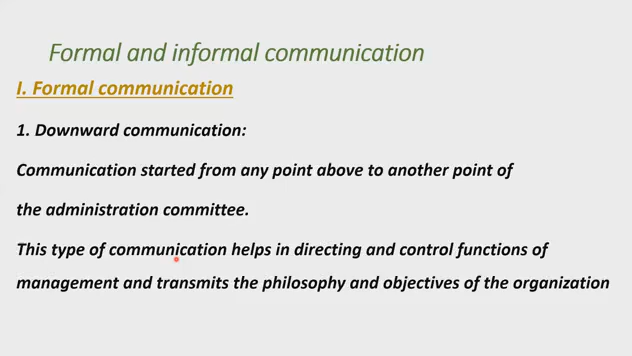 Formal and informal communication
I. Formal communication
1. Downward communication:
Communication started from any point above to another point of
the administration committee.
This type of communication helps in directing and control functions of
management and transmits the philosophy and objectives of the organization